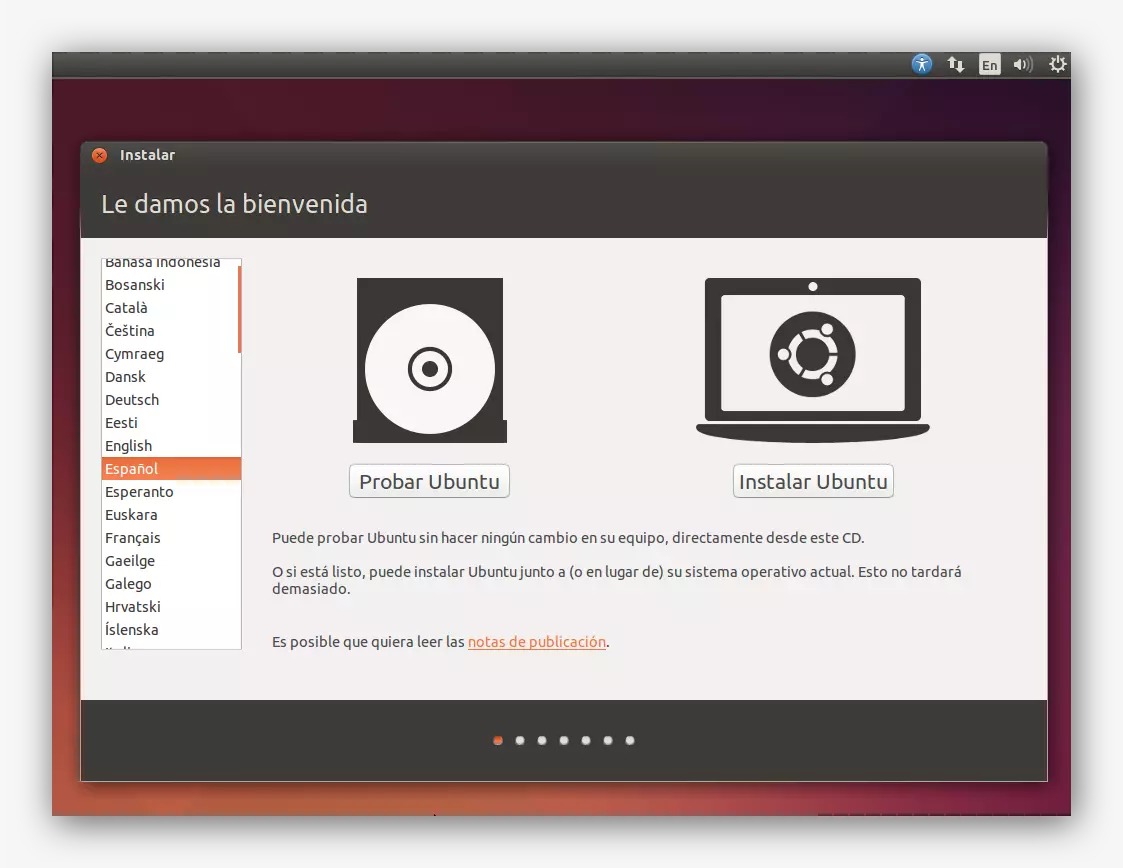 En
Instalar
Le damos la bienvenida
Bahasa Indonesia
Bosanski
Català
Čeština
Cymraeg
Dansk
Deutsch
Eesti
English
Español
Esperanto
Euskara
Français
Gaeilge
Galego
Hrvatski
Íslenska
Probar Ubuntu
Instalar Ubuntu
Puede probar Ubuntu sin hacer ningún cambio en su equipo, directamente desde este CD.
O si está listo, puede instalar Ubuntu junto a (o en lugar de) su sistema operativo actual. Esto no tardará
demasiado.
Es posible que quiera leer las notas de publicación.